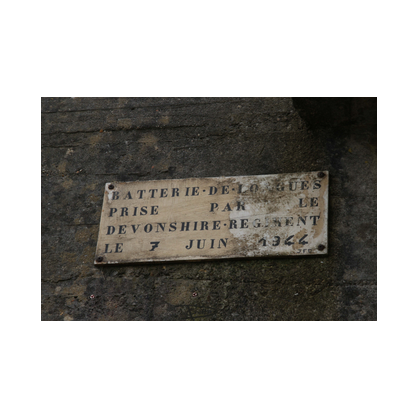 BATTERIE·DE·LONGUES
PRISE PAR LE
DEVONSHIRE·REGIMENT
LE 7 JUIN 1944